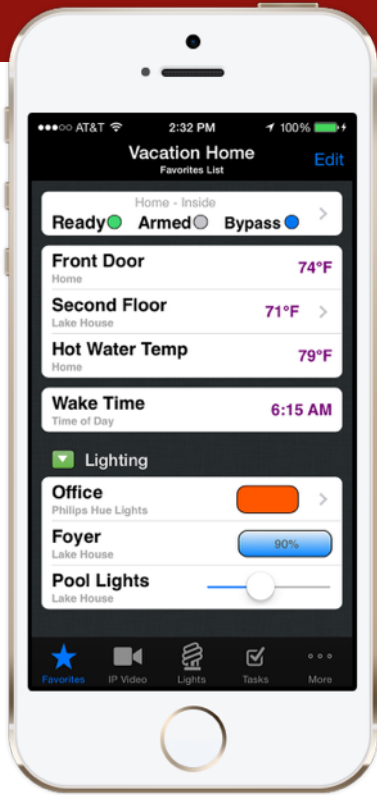 ●●●○○ AT&T 2:32 PM 100%
Vacation Home
Edit
Favorites List
Home - Inside
Ready Armed Bypass
Front Door
Home
74°F
Second Floor
Lake House
71°F
Hot Water Temp
Home
79°F
Wake Time
Time of Day
6:15 AM
Lighting
Office
Philips Hue Lights
Foyer
Lake House
90%
Pool Lights
Lake House
Favorites IP Video Lights Tasks More